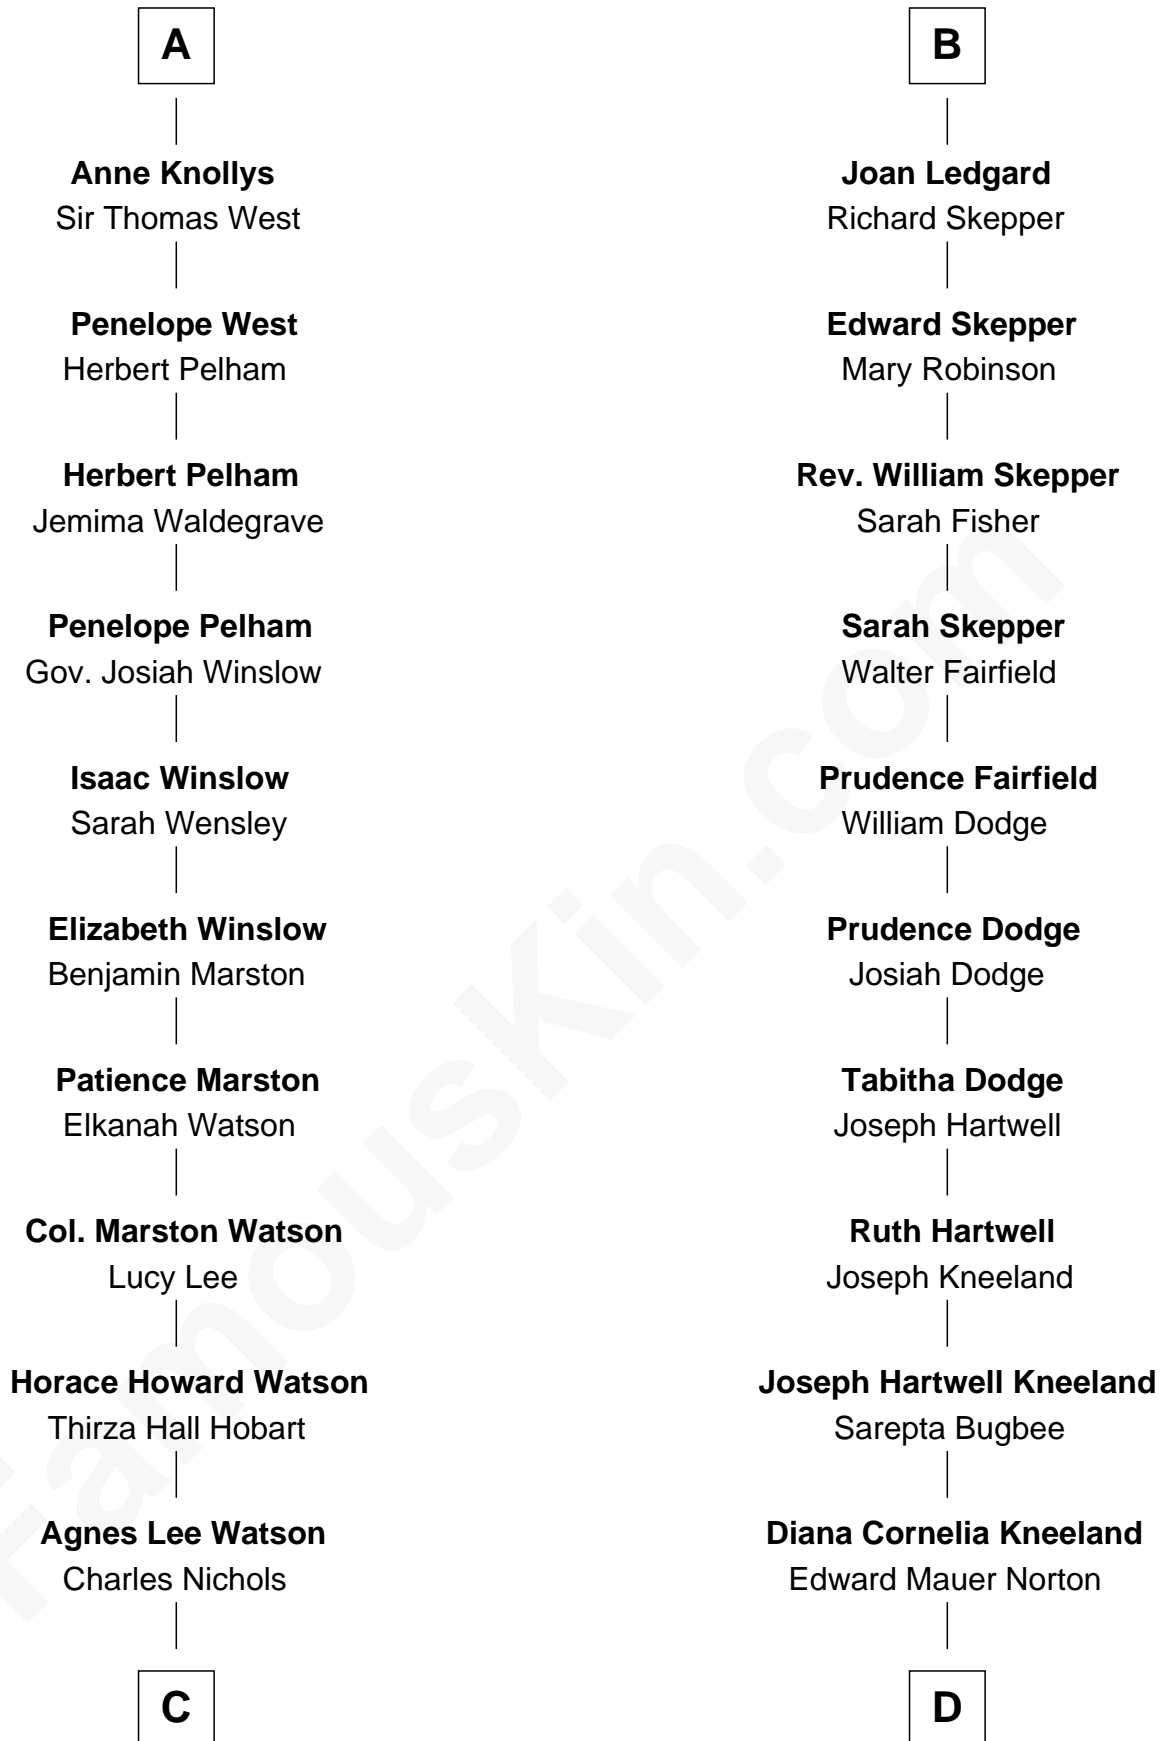 A
Anne Knollys
Sir Thomas West
Penelope West
Herbert Pelham
Herbert Pelham
Jemima Waldegrave
Penelope Pelham
Gov. Josiah Winslow
Isaac Winslow
Sarah Wensley
Elizabeth Winslow
Benjamin Marston
Patience Marston
Elkanah Watson
Col. Marston Watson
Lucy Lee
Horace Howard Watson
Thirza Hall Hobart
Agnes Lee Watson
Charles Nichols
C
B
Joan Ledgard
Richard Skepper
Edward Skepper
Mary Robinson
Rev. William Skepper
Sarah Fisher
Sarah Skepper
Walter Fairfield
Prudence Fairfield
William Dodge
Prudence Dodge
Josiah Dodge
Tabitha Dodge
Joseph Hartwell
Ruth Hartwell
Joseph Kneeland
Joseph Hartwell Kneeland
Sarepta Bugbee
Diana Cornelia Kneeland
Edward Mauer Norton
D
FamousKin.com